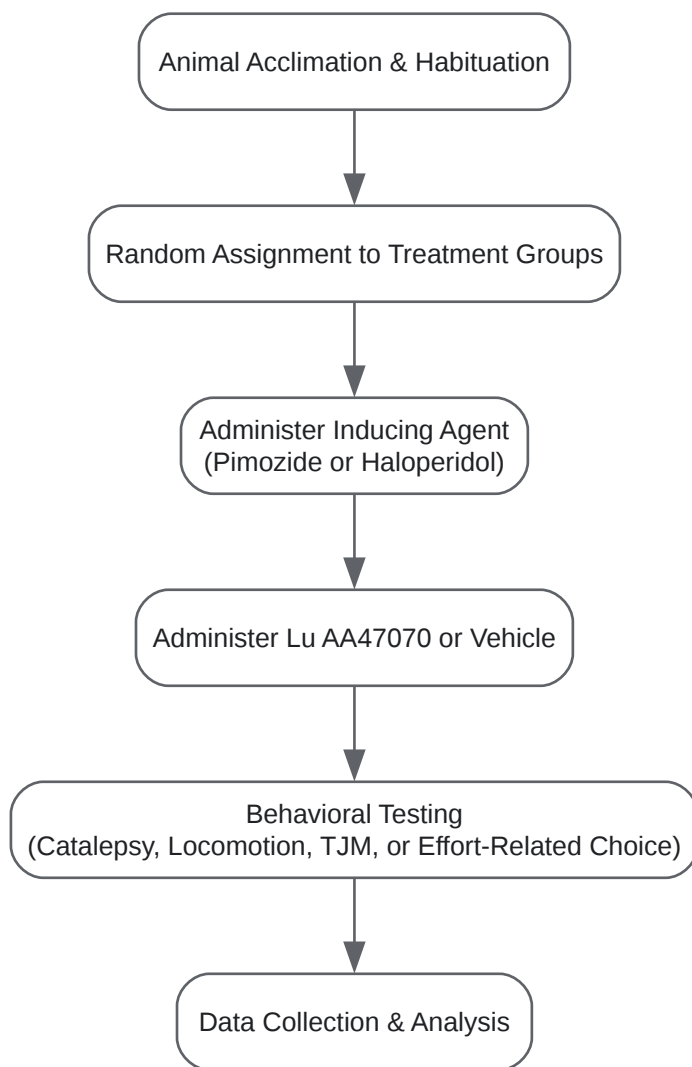 Animal Acclimation & Habituation
Random Assignment to Treatment Groups
Administer Inducing Agent
(Pimozide or Haloperidol)
Administer Lu AA47070 or Vehicle
Behavioral Testing
(Catalepsy, Locomotion, TJM, or Effort-Related Choice)
Data Collection & Analysis